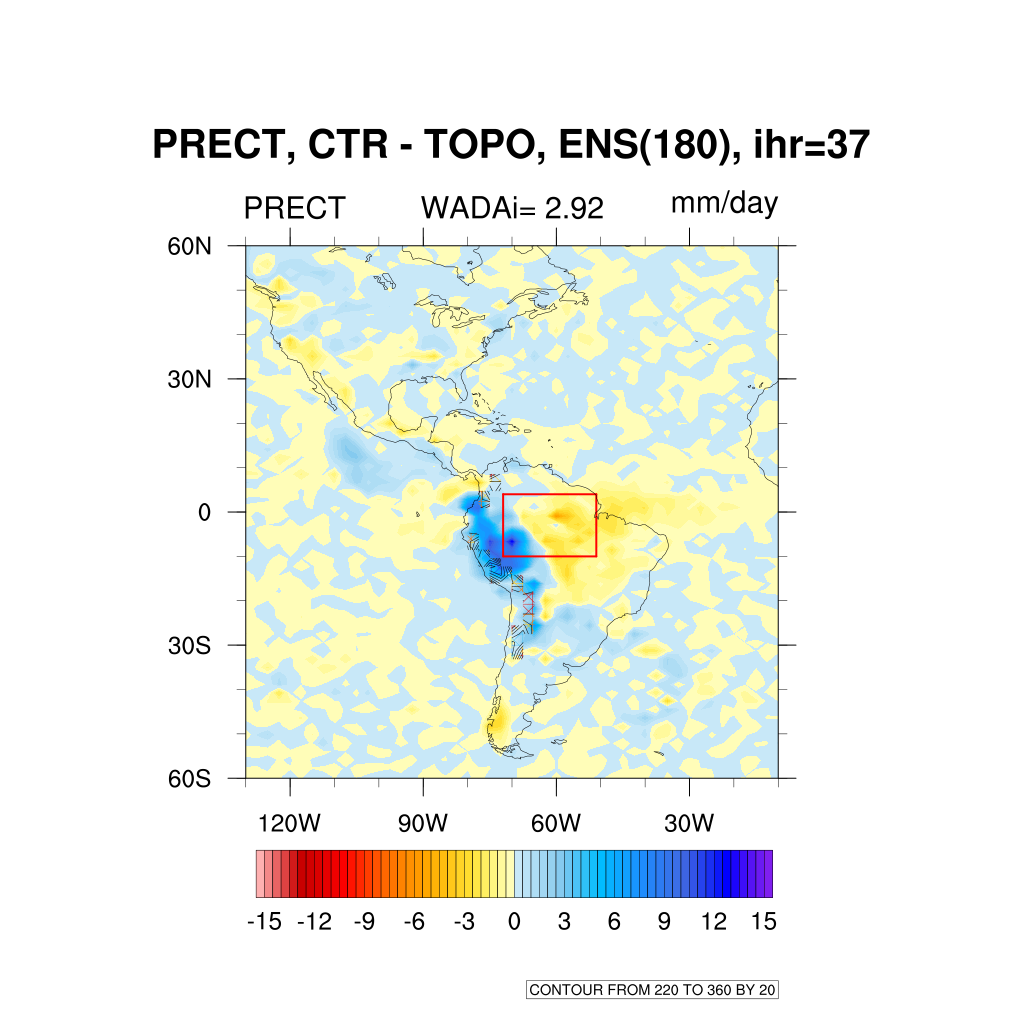 PRECT, CTR - TOPO, ENS(180), ihr=37
PRECT WADAi= 2.92 mm/day
60N
30N
0
30S
60S
120W 90W 60W 30W
-15 -12 -9 -6 -3 0 3 6 9 12 15
CONTOUR FROM 220 TO 360 BY 20